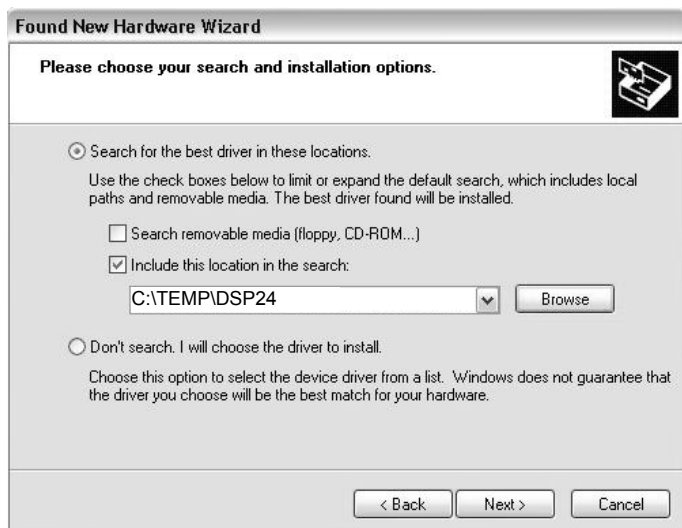 Found New Hardware Wizard
Please choose your search and installation options.
Search for the best driver in these locations.
Use the check boxes below to limit or expand the default search, which includes local
paths and removable media. The best driver found will be installed.
Search removable media (floppy, CD-ROM...)
Include this location in the search:
C:\TEMP\DSP24
Browse
Don't search. I will choose the driver to install.
Choose this option to select the device driver from a list. Windows does not guarantee that
the driver you choose will be the best match for your hardware.
< Back Next > Cancel